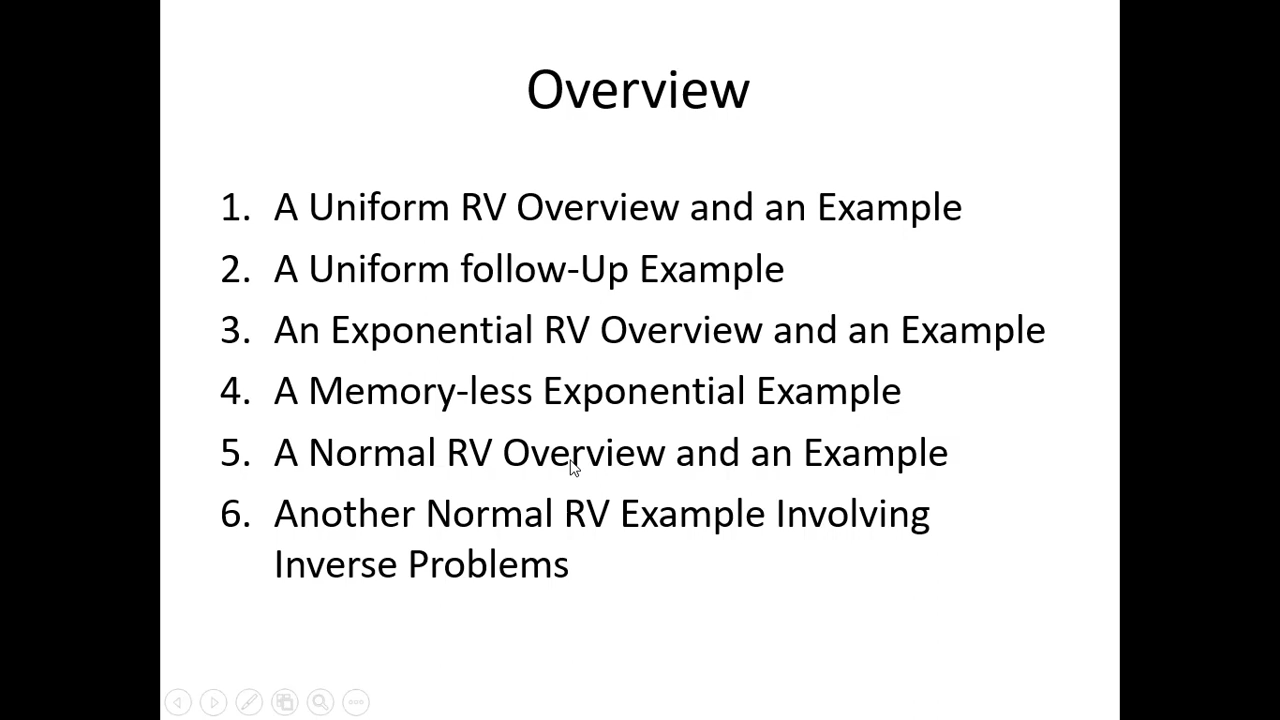 Overview
1. A Uniform RV Overview and an Example
2. A Uniform follow-Up Example
3. An Exponential RV Overview and an Example
4. A Memory-less Exponential Example
5. A Normal RV Overview and an Example
6. Another Normal RV Example Involving
Inverse Problems